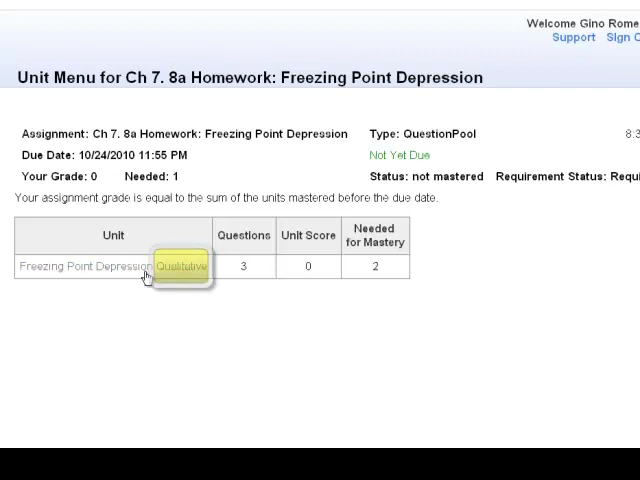 Welcome Gino Rome
Support Sign
Unit Menu for Ch 7. 8a Homework: Freezing Point Depression
Assignment: Ch 7. 8a Homework: Freezing Point Depression Type: QuestionPool 8:3
Due Date: 10/24/2010 11:55 PM Not Yet Due
Your Grade: 0 Needed: 1 Status: not mastered Requirement Status: Requi
Your assignment grade is equal to the sum of the units mastered before the due date.
Unit Questions Unit Score Needed for Mastery
Freezing Point Depression Qualitative 3 0 2